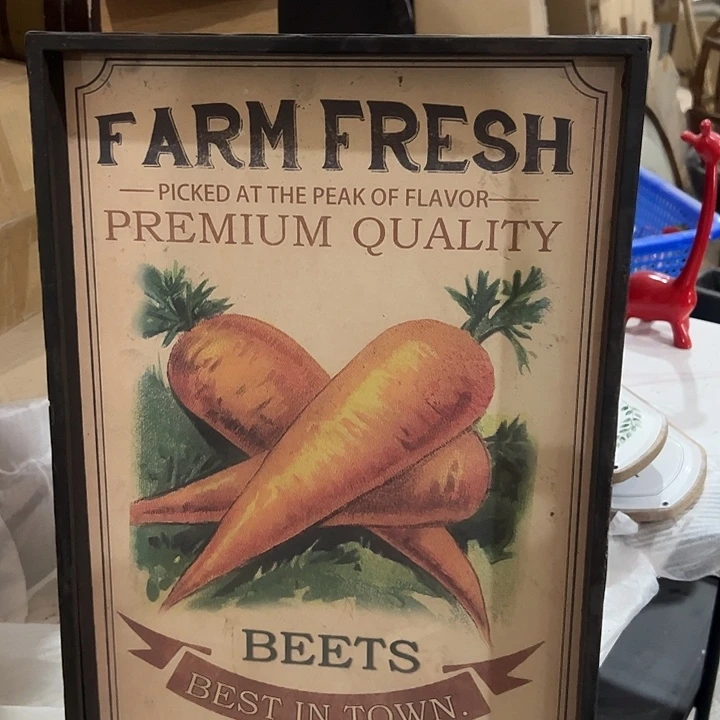 FARM FRESH
PICKED AT THE PEAK OF FLAVOR
PREMIUM QUALITY
BEETS
BEST IN TOWN.